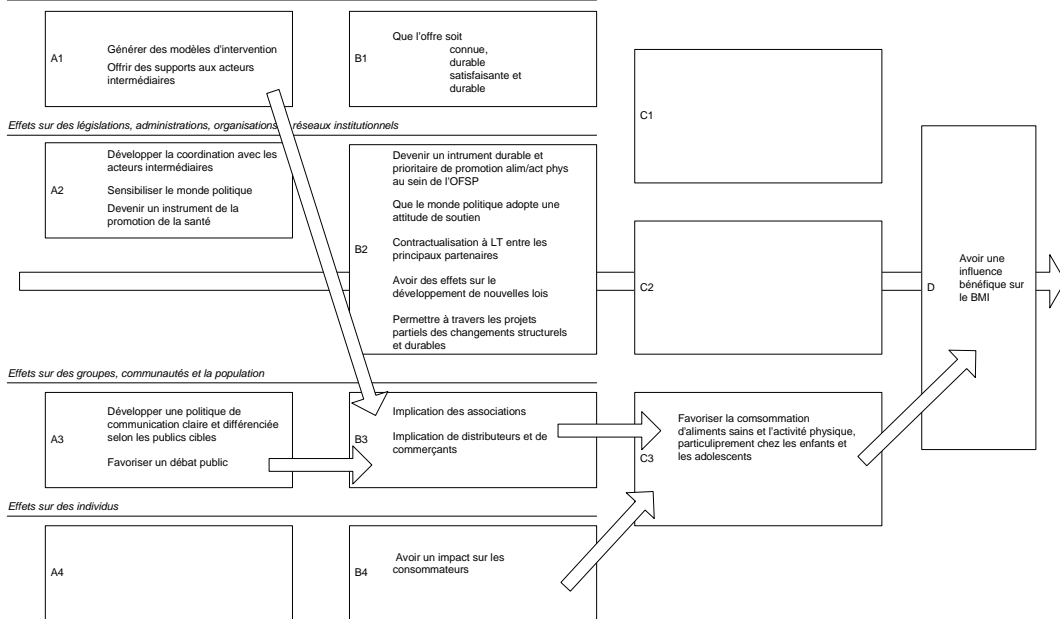 A1
Générer des modèles d'intervention
Offrir des supports aux acteurs
intermédiaires
B1
Que l'offre soit
connue,
durable
satisfaisante et
durable
C1
Effets sur des législations, administrations, organisations réseaux institutionnels
A2
Développer la coordination avec les
acteurs intermédiaires
Sensibiliser le monde politique
Devenir un instrument de la
promotion de la santé
B2
Devenir un intrument durable et
prioritaire de promotion alim/act phys
au sein de l'OFSP
Que le monde politique adopte une
attitude de soutien
Contractualisation à LT entre les
principaux partenaires
Avoir des effets sur le
développement de nouvelles lois
Permettre à travers les projets
partiels des changements structurels
et durables
C2
D
Avoir une
influence
bénéfique sur
le BMI
Effets sur des groupes, communautés et la population
A3
Développer une politique de
communication claire et différenciée
selon les publics cibles
Favoriser un débat public
B3
Implication des associations
Implication de distributeurs et de
commerçants
C3
Favoriser la comsommation
d'aliments sains et l'activité physique,
particuliprement chez les enfants et
les adolescents
Effets sur des individus
A4
B4
Avoir un impact sur les
consommateurs